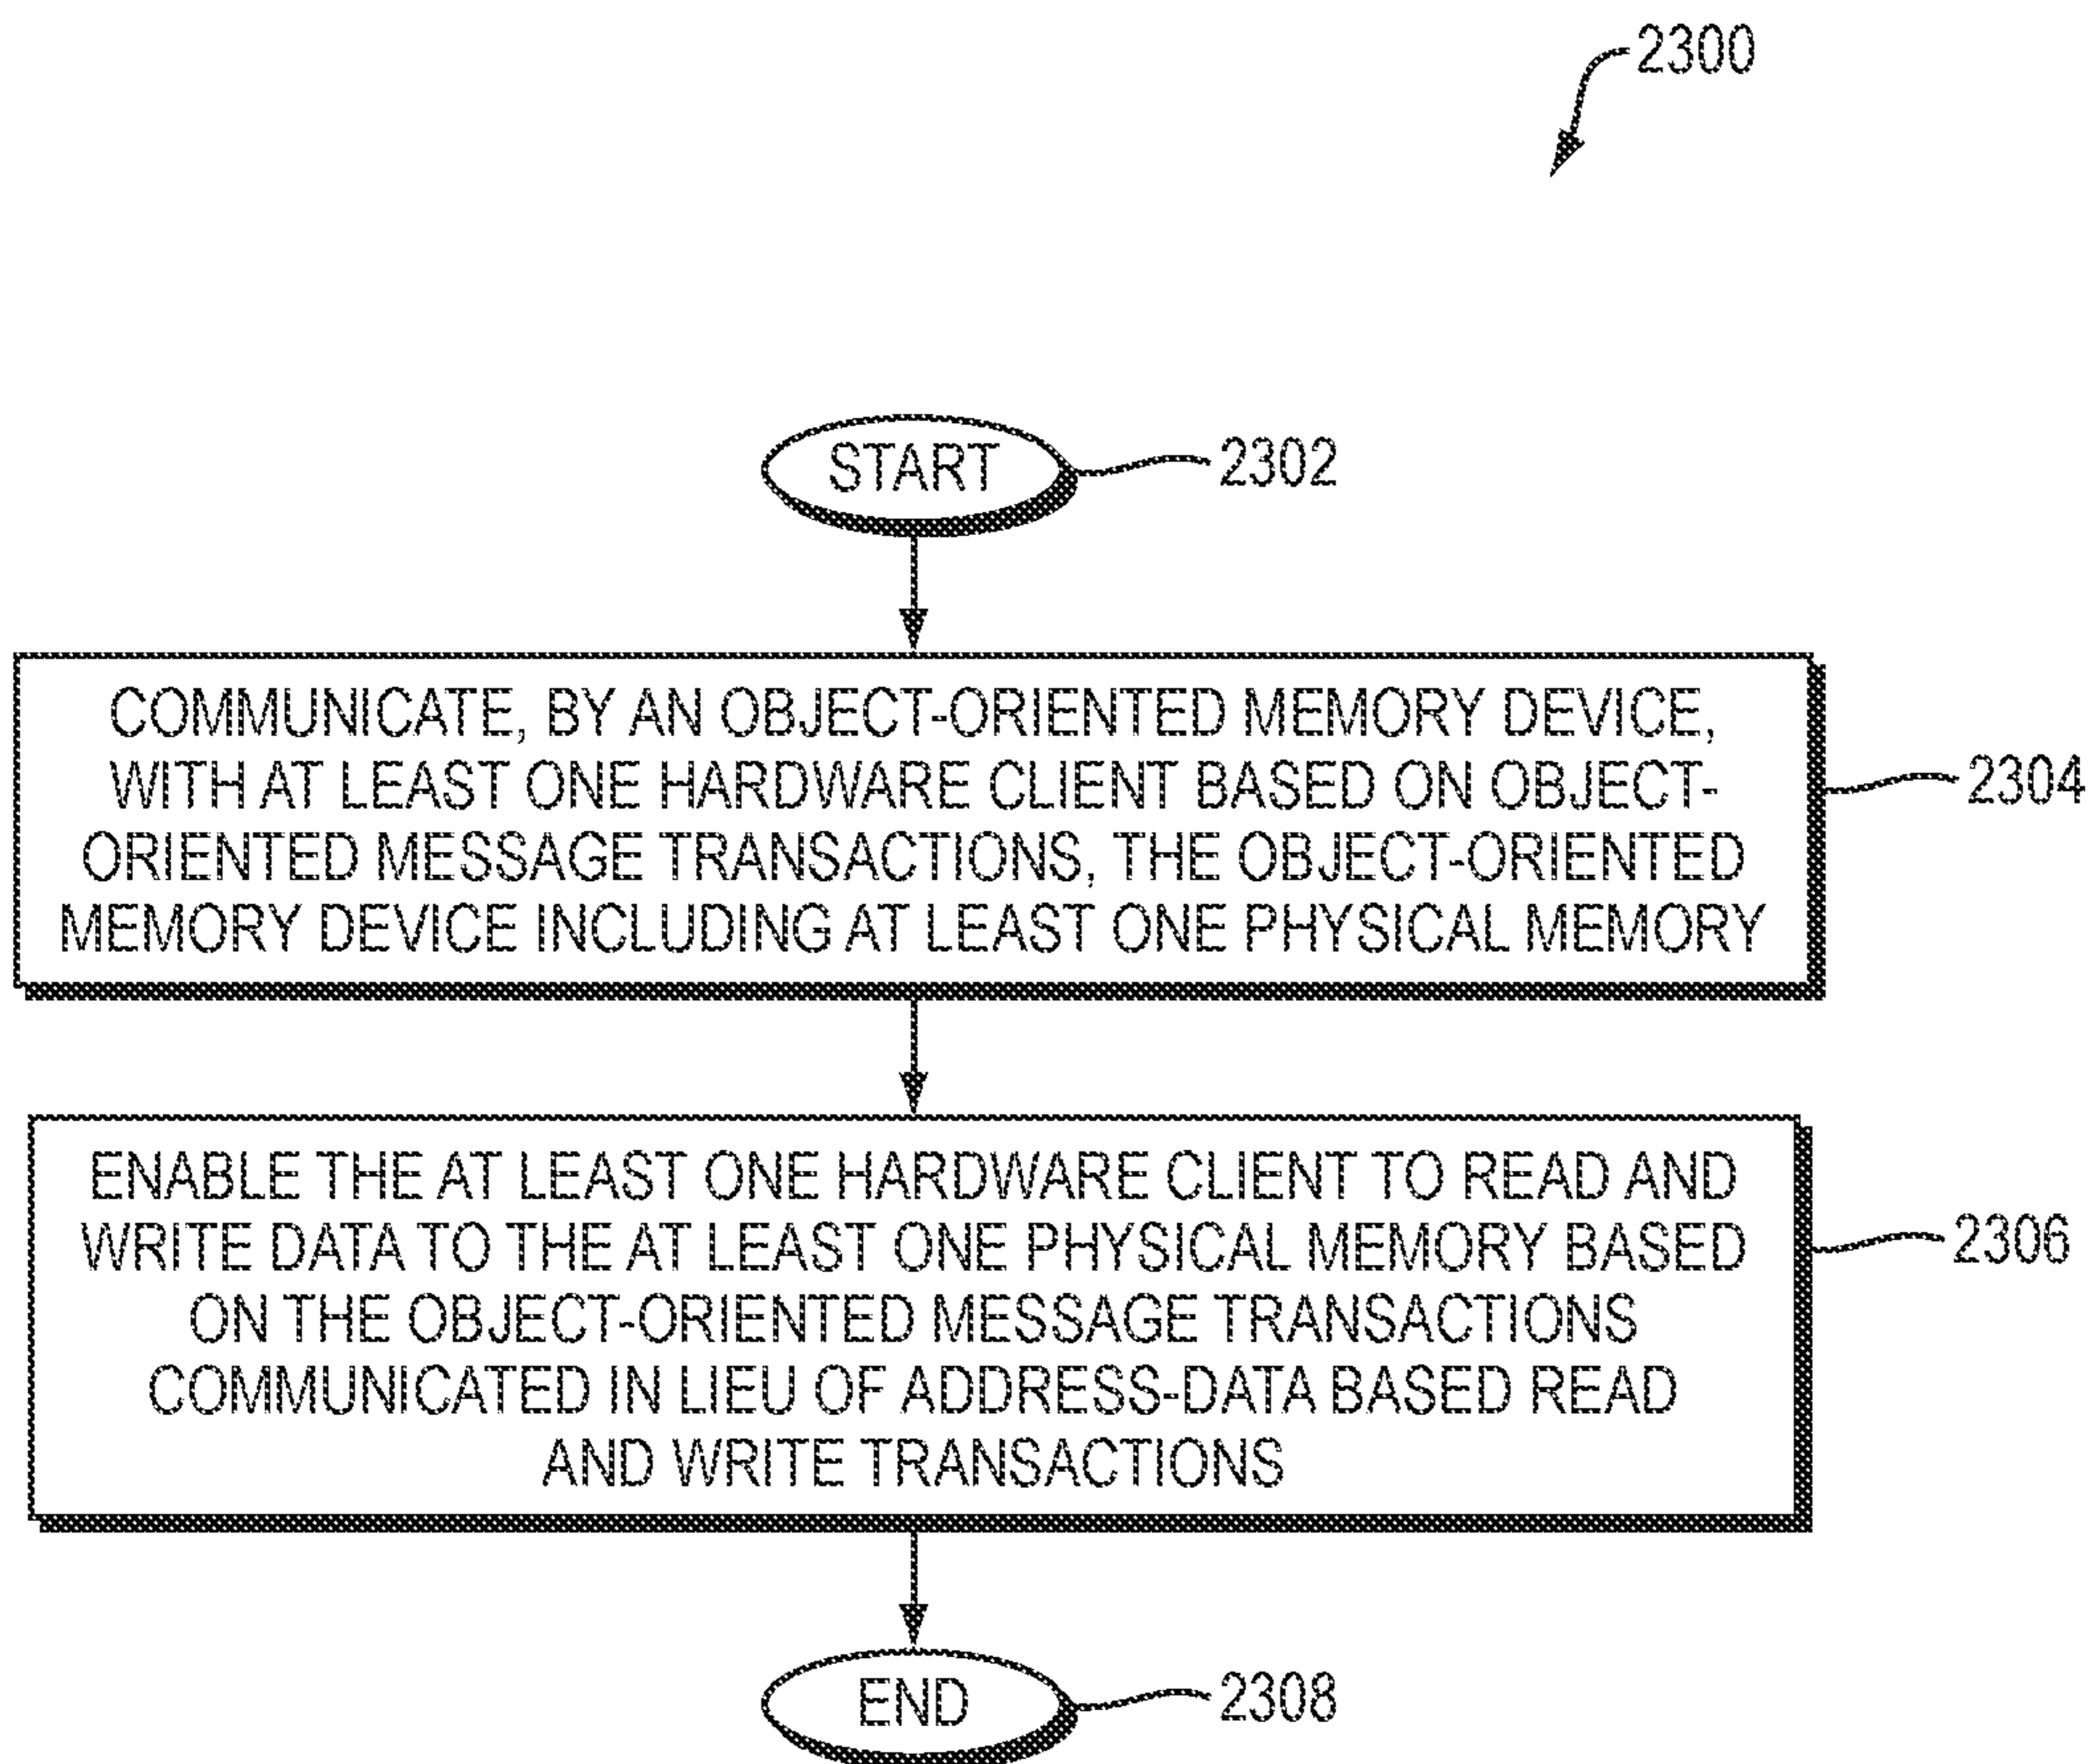 2300
START
2302
COMMUNICATE, BY AN OBJECT-ORIENTED MEMORY DEVICE,
WITH AT LEAST ONE HARDWARE CLIENT BASED ON OBJECT-
ORIENTED MESSAGE TRANSACTIONS, THE OBJECT-ORIENTED
MEMORY DEVICE INCLUDING AT LEAST ONE PHYSICAL MEMORY
2304
ENABLE THE AT LEAST ONE HARDWARE CLIENT TO READ AND
WRITE DATA TO THE AT LEAST ONE PHYSICAL MEMORY BASED
ON THE OBJECT-ORIENTED MESSAGE TRANSACTIONS
COMMUNICATED IN LIEU OF ADDRESS-DATA BASED READ
AND WRITE TRANSACTIONS
2306
END
2308